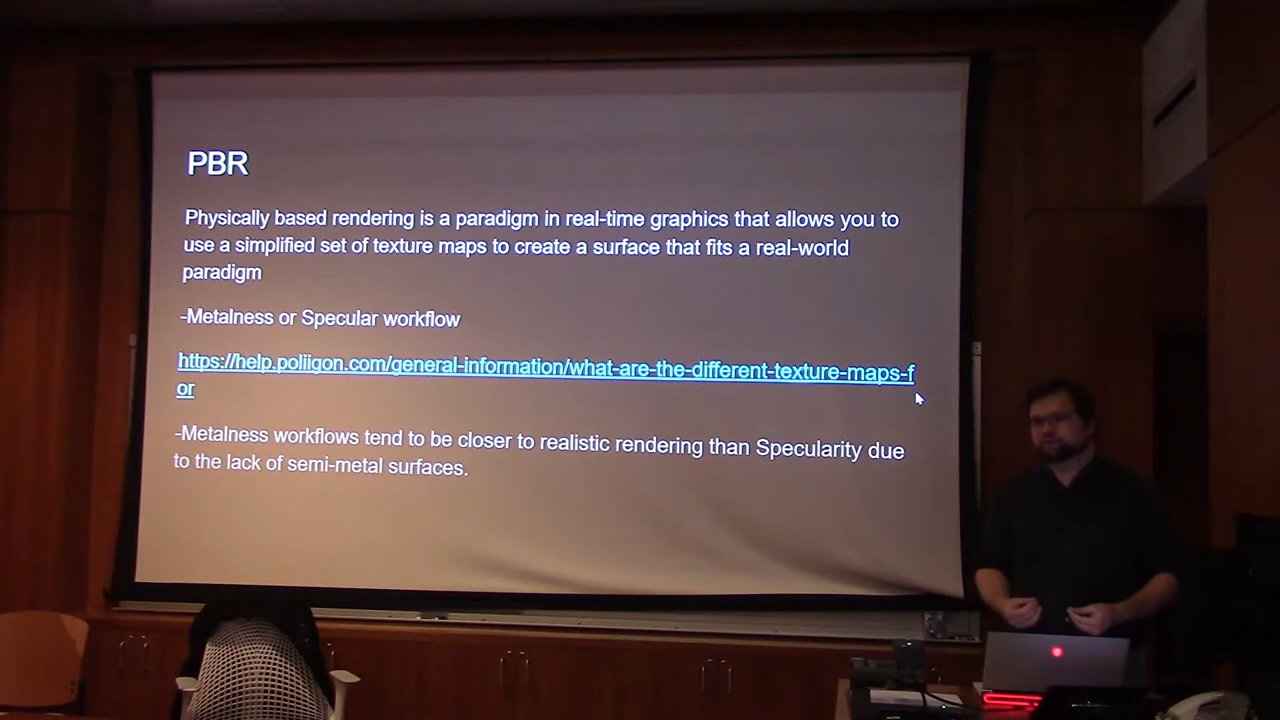 PBR
Physically based rendering is a paradigm in real-time graphics that allows you to
use a simplified set of texture maps to create a surface that fits a real-world
paradigm
-Metalness or Specular workflow
https://help.poliigon.com/general-information/what-are-the-different-texture-maps-f
or
-Metalness workflows tend to be closer to realistic rendering than Specularity due
to the lack of semi-metal surfaces.